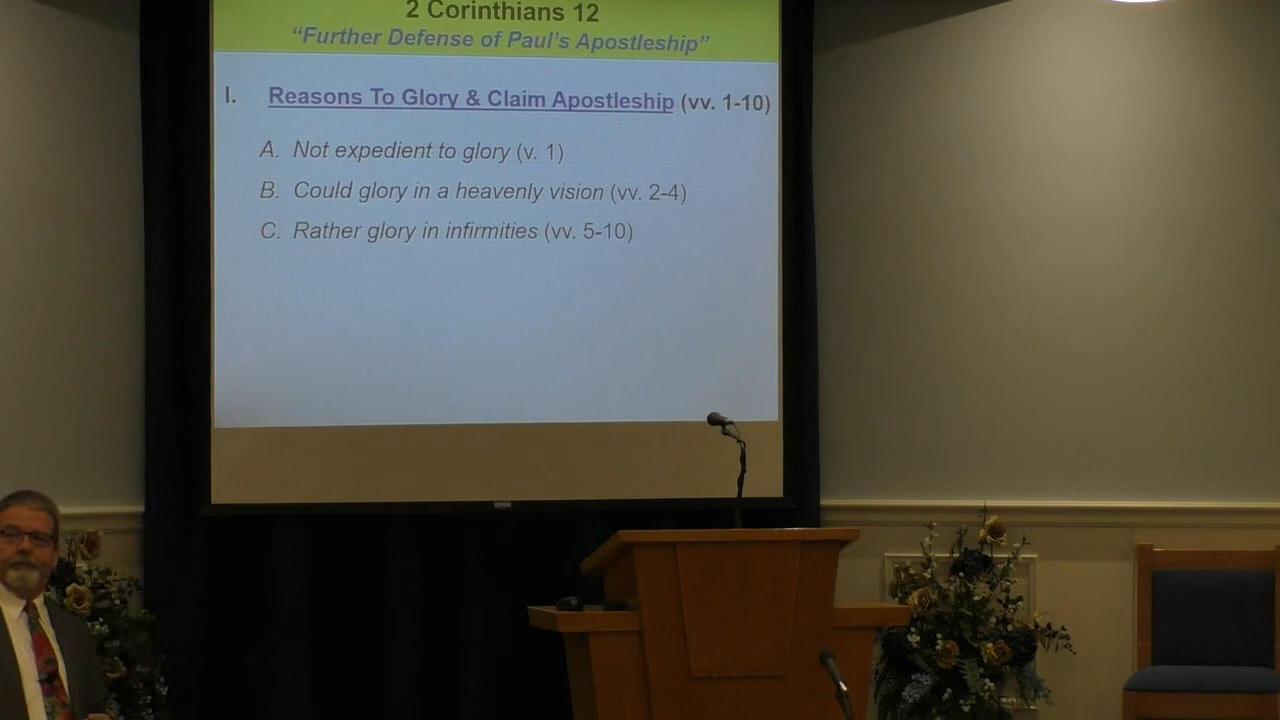 2 Corinthians 12
“Further Defense of Paul’s Apostleship”
I. Reasons To Glory & Claim Apostleship (vv. 1-10)
A. Not expedient to glory (v. 1)
B. Could glory in a heavenly vision (vv. 2-4)
C. Rather glory in infirmities (vv. 5-10)